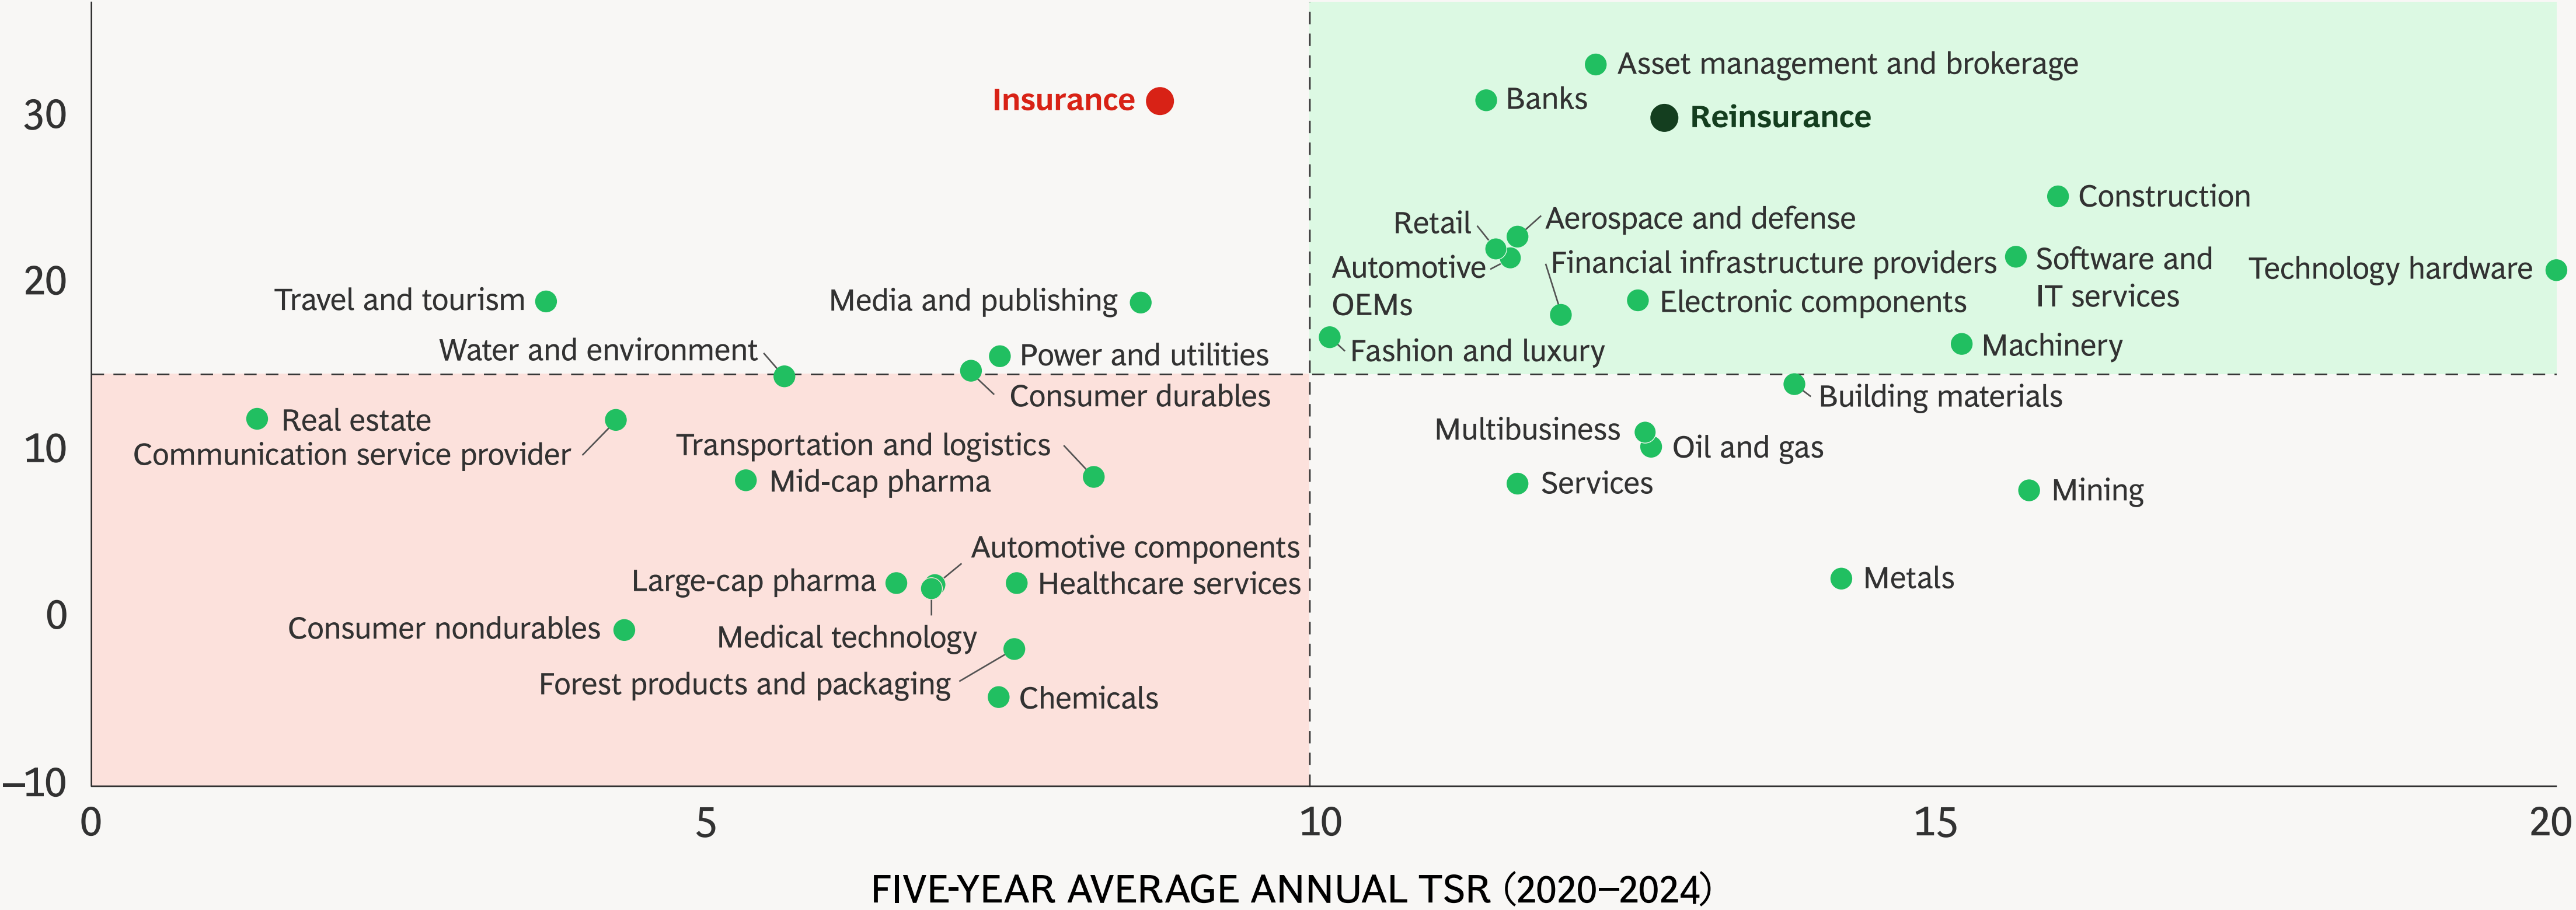 Asset management and brokerage
Insurance
Banks
30
Reinsurance
Construction
Retail
Aerospace and defense
Automotive
OEMs
Financial infrastructure providers
Software and
IT services
Technology hardware
20
Travel and tourism
Media and publishing
Electronic components
Water and environment
Power and utilities
Fashion and luxury
Machinery
Consumer durables
Building materials
Real estate
Multibusiness
10
Communication service provider
Transportation and logistics
Oil and gas
Mid-cap pharma
Services
Mining
Automotive components
Large-cap pharma
Healthcare services
Metals
0
Consumer nondurables
Medical technology
Forest products and packaging
Chemicals
–10
0
5
10
15
20
FIVE-YEAR AVERAGE ANNUAL TSR (2020–2024)